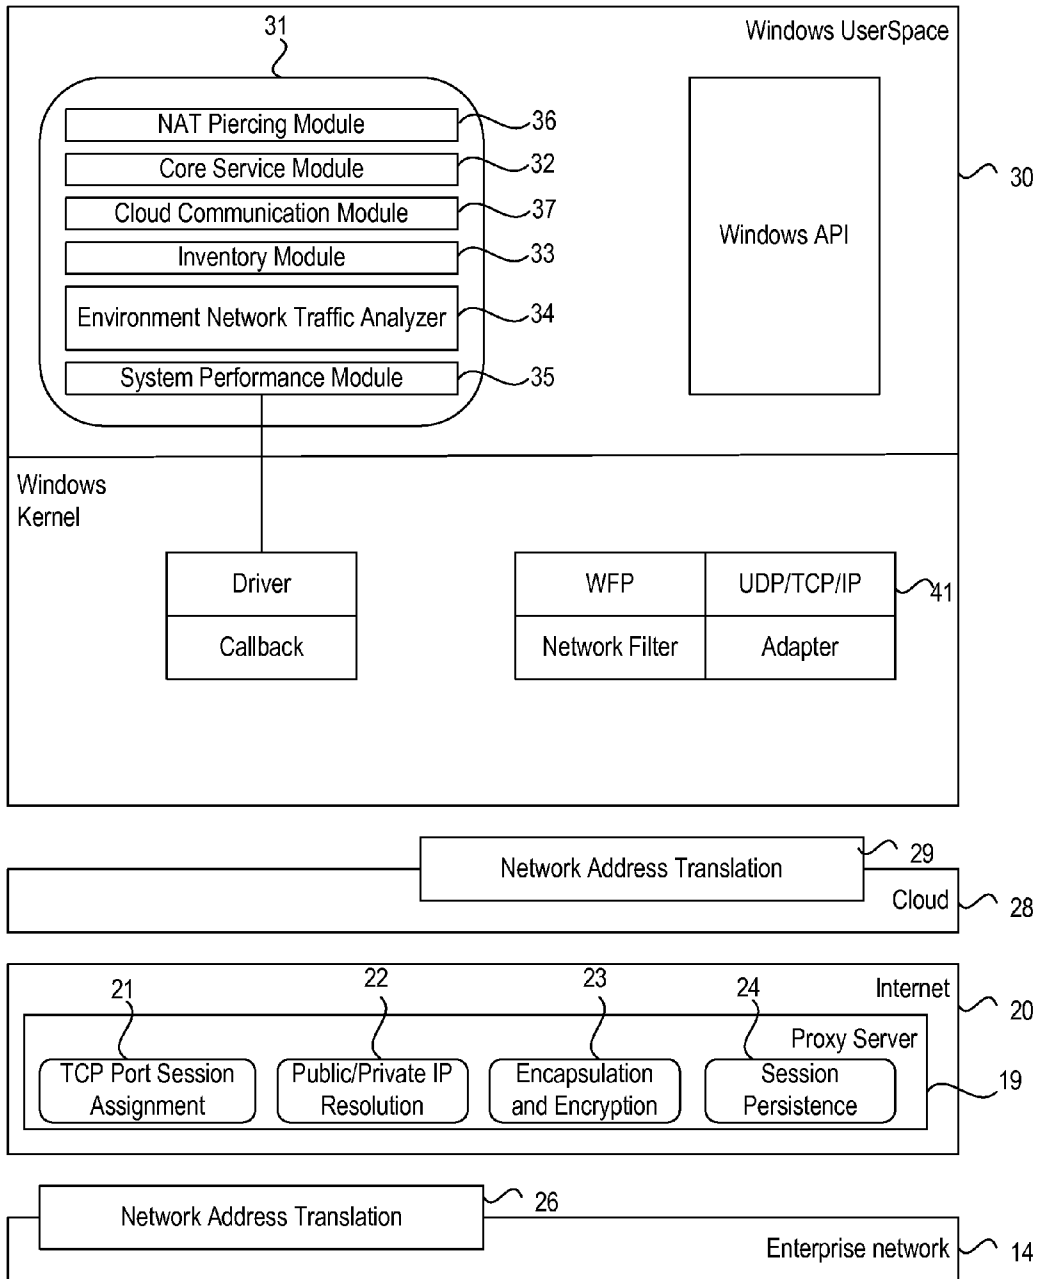 31
Windows UserSpace
NAT Piercing Module
36
Core Service Module
32
Cloud Communication Module
37
Inventory Module
33
Environment Network Traffic Analyzer
34
System Performance Module
35
Windows API
30
Windows
Kernel
Driver
Callback
WFP
UDP/TCP/IP
Network Filter
Adapter
41
Network Address Translation
29
Cloud
28
Internet
20
21
22
23
24
Proxy Server
19
TCP Port Session
Assignment
Public/Private IP
Resolution
Encapsulation
and Encryption
Session
Persistence
Network Address Translation
26
Enterprise network
14